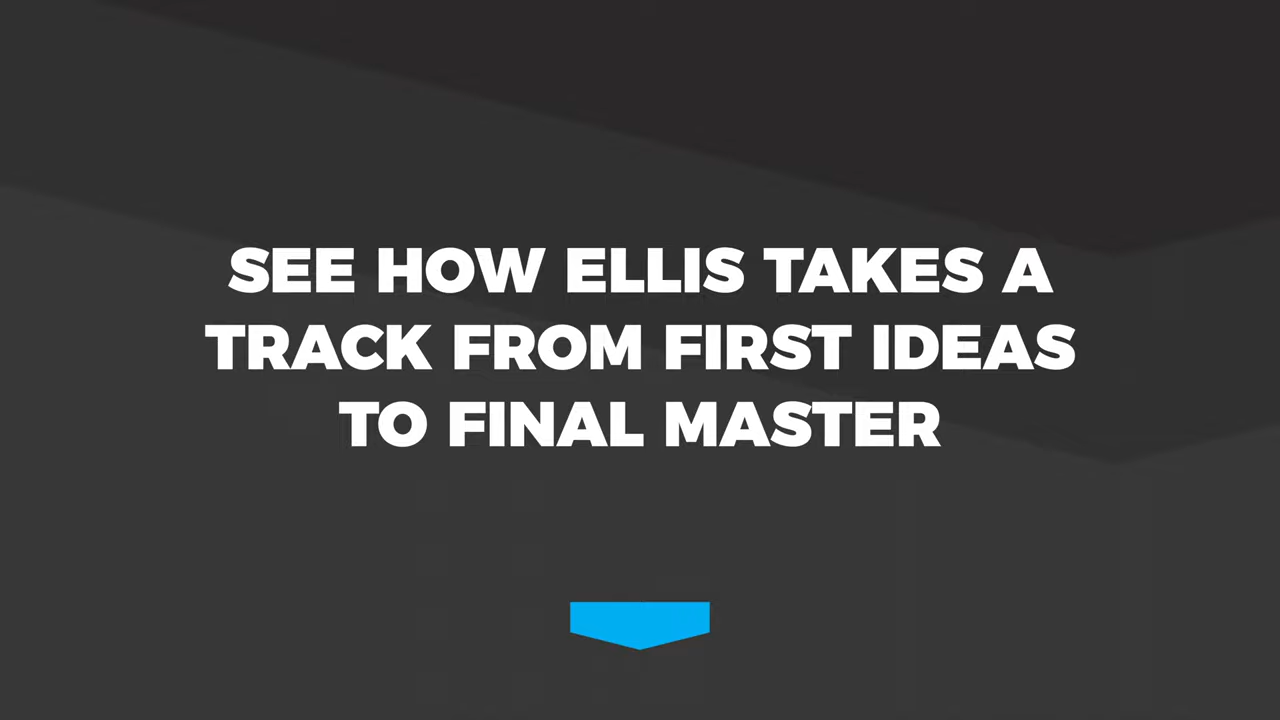 SEE HOW ELLIS TAKES A
TRACK FROM FIRST IDEAS
TO FINAL MASTER